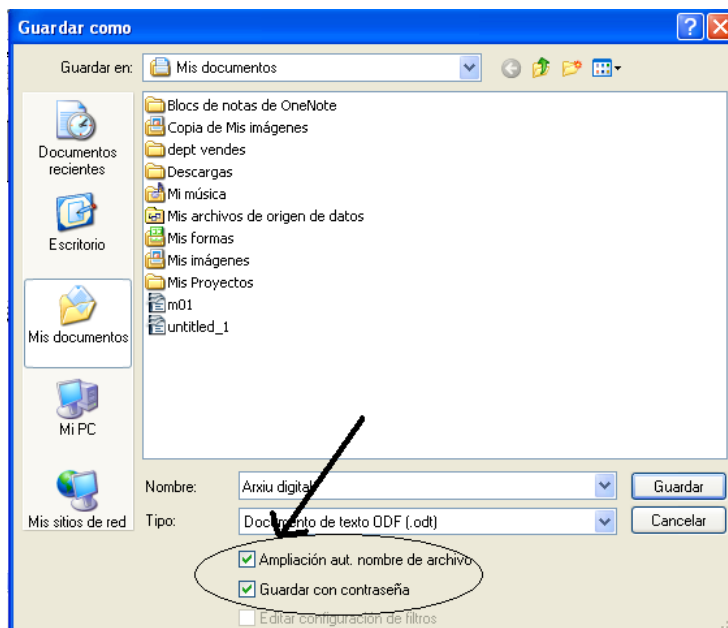 Guardar como
Guardar en:
Mis documentos
Documentos
recientes
Escritorio
Mis documentos
Mi PC
Mis sitios de red
Blocs de notas de OneNote
Copia de Mis imágenes
dept vendes
Descargas
Mi música
Mis archivos de origen de datos
Mis formas
Mis imágenes
Mis Proyectos
m01
untitled_1
Nombre:
Arxiu digital
Guardar
Tipo:
Documento de texto ODF (.odt)
Cancelar
Ampliación aut. nombre de archivo
Guardar con contraseña
Editar configuración de filtros